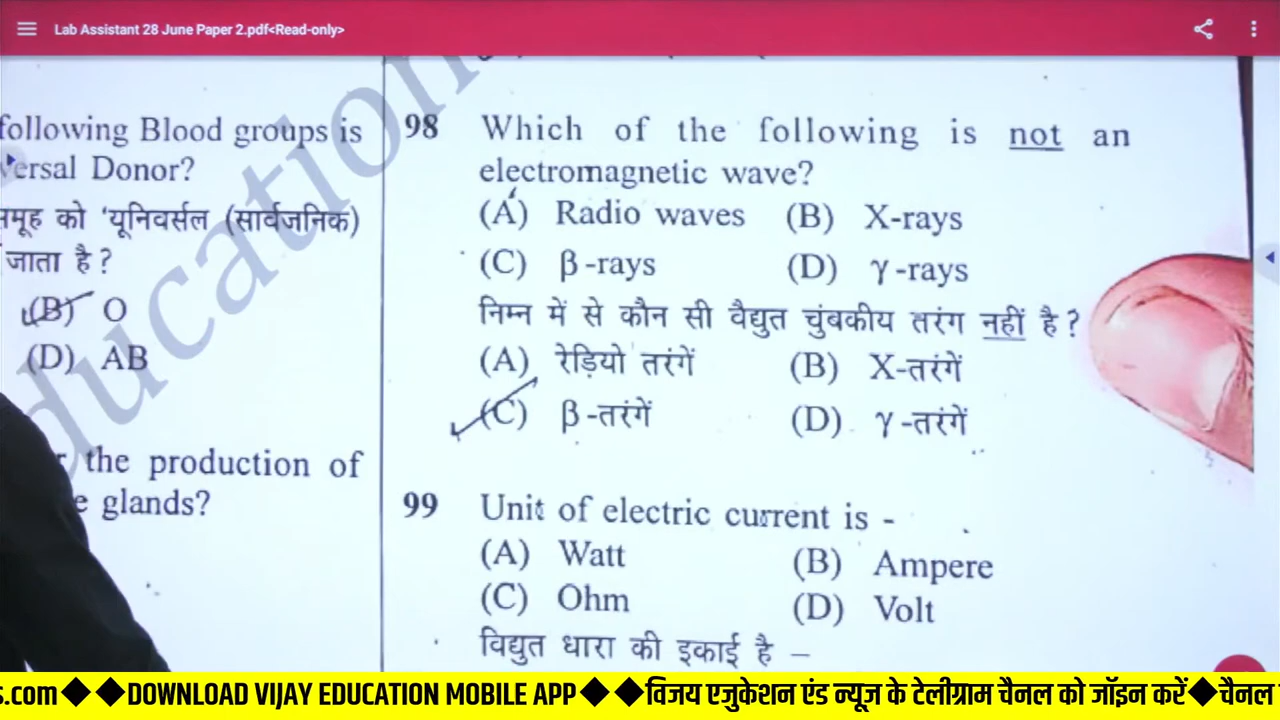 Lab Assistant 28 June Paper 2.pdf<Read-only>
ducation
following Blood groups is
versal Donor?
समूह को 'यूनिवर्सल (सार्वजनिक)
जाता है ?
(B) O
(D) AB
the production of
glands?
98 Which of the following is not an
electromagnetic wave?
(A) Radio waves (B) X-rays
(C) β-rays (D) γ-rays
निम्न में से कौन सी वैद्युत चुंबकीय तरंग नहीं है ?
(A) रेड़ियो तरंगें (B) X-तरंगें
(C) β-तरंगें (D) γ-तरंगें
99 Unit of electric current is -
(A) Watt (B) Ampere
(C) Ohm (D) Volt
विद्युत धारा की इकाई है –
s.com◆◆DOWNLOAD VIJAY EDUCATION MOBILE APP◆◆विजय एजुकेशन एंड न्यूज के टेलीग्राम चैनल को जॉइन करें◆चैनल